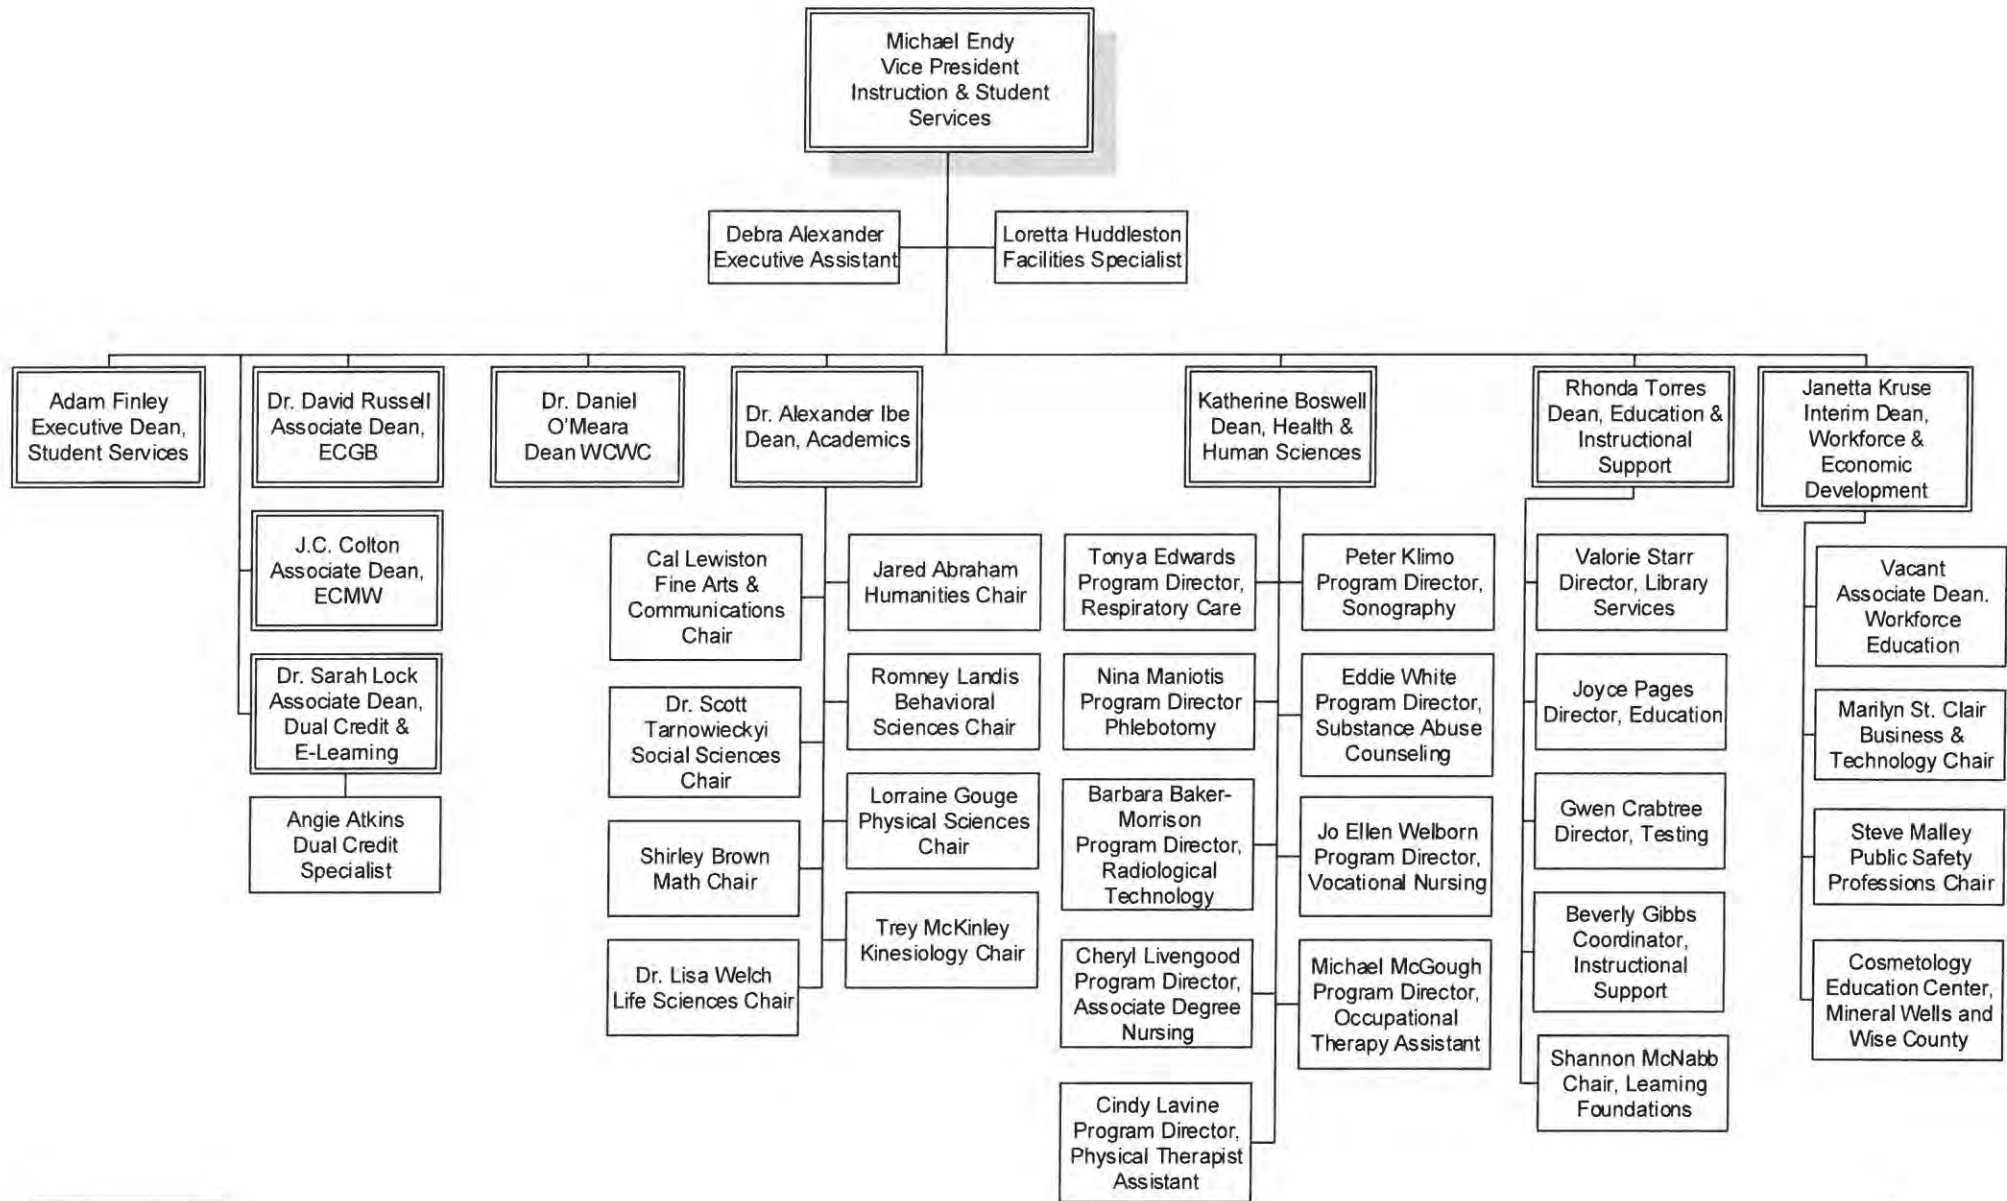 Michael Endy
Vice President
Instruction & Student
Services
Debra Alexander
Executive Assistant
Loretta Huddleston
Facilities Specialist
Adam Finley
Executive Dean,
Student Services
Dr. David Russell
Associate Dean,
ECGB
J.C. Colton
Associate Dean,
ECMW
Dr. Sarah Lock
Associate Dean,
Dual Credit &
E-Learning
Angie Atkins
Dual Credit
Specialist
Dr. Daniel
O'Meara
Dean WCWC
Dr. Alexander Ibe
Dean, Academics
Cal Lewiston
Fine Arts &
Communications
Chair
Jared Abraham
Humanities Chair
Dr. Scott
Tarnowieckyi
Social Sciences
Chair
Romney Landis
Behavioral
Sciences Chair
Shirley Brown
Math Chair
Lorraine Gouge
Physical Sciences
Chair
Dr. Lisa Welch
Life Sciences Chair
Trey McKinley
Kinesiology Chair
Katherine Boswell
Dean, Health &
Human Sciences
Tonya Edwards
Program Director,
Respiratory Care
Peter Klimo
Program Director,
Sonography
Nina Maniotis
Program Director
Phlebotomy
Eddie White
Program Director,
Substance Abuse
Counseling
Barbara Baker-
Morrison
Program Director,
Radiological
Technology
Jo Ellen Welborn
Program Director,
Vocational Nursing
Cheryl Livengood
Program Director,
Associate Degree
Nursing
Michael McGough
Program Director,
Occupational
Therapy Assistant
Cindy Lavine
Program Director,
Physical Therapist
Assistant
Rhonda Torres
Dean, Education &
Instructional
Support
Valorie Starr
Director, Library
Services
Joyce Pages
Director, Education
Gwen Crabtree
Director, Testing
Beverly Gibbs
Coordinator,
Instructional
Support
Shannon McNabb
Chair, Learning
Foundations
Janetta Kruse
Interim Dean,
Workforce &
Economic
Development
Vacant
Associate Dean.
Workforce
Education
Marilyn St. Clair
Business &
Technology Chair
Steve Malley
Public Safety
Professions Chair
Cosmetology
Education Center,
Mineral Wells and
Wise County